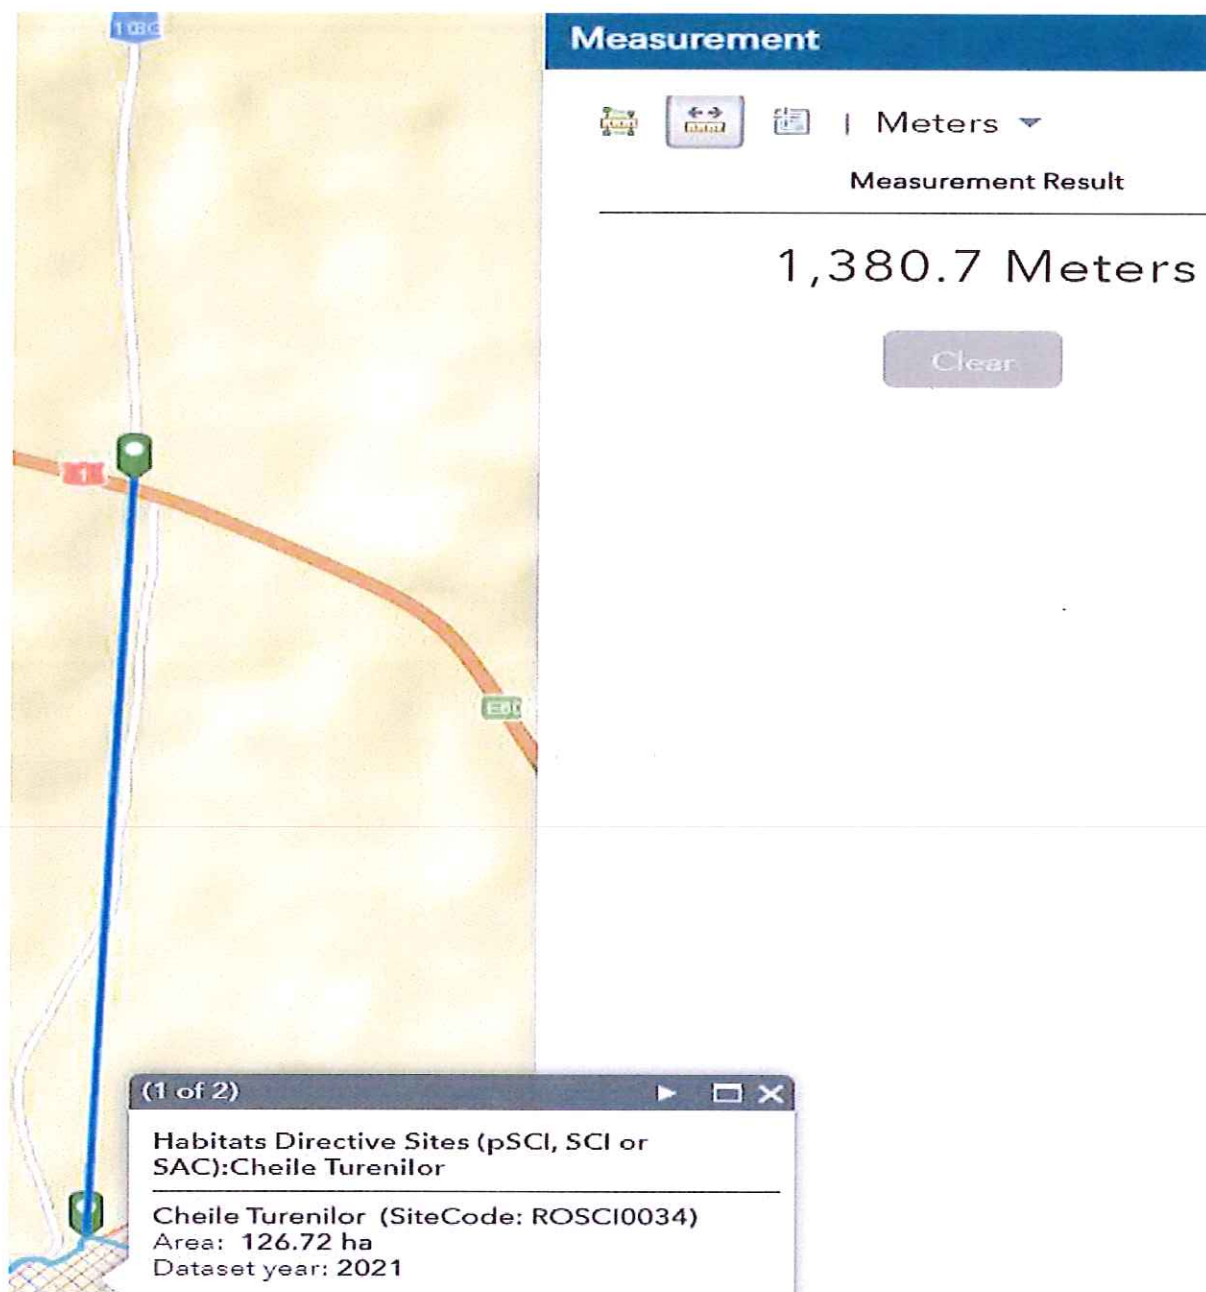 Measurement
| Meters
Measurement Result
1,380.7 Meters
Clear
1
(1 of 2)
Habitats Directive Sites (pSCI, SCI or
SAC):Cheile Turenilor
Cheile Turenilor (SiteCode: ROSCI0034)
Area: 126.72 ha
Dataset year: 2021